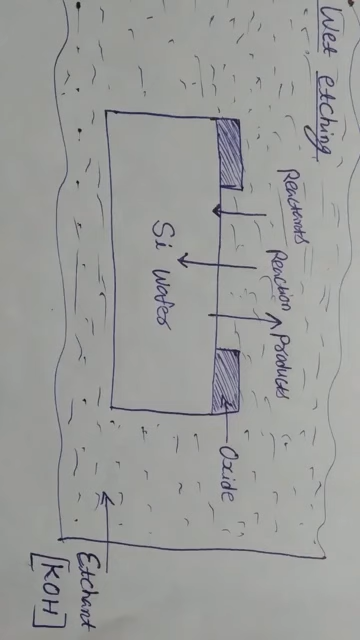 Wet etching
Reactants
Reaction
Products
Si Wafer
Oxide
Etchant
[KOH]